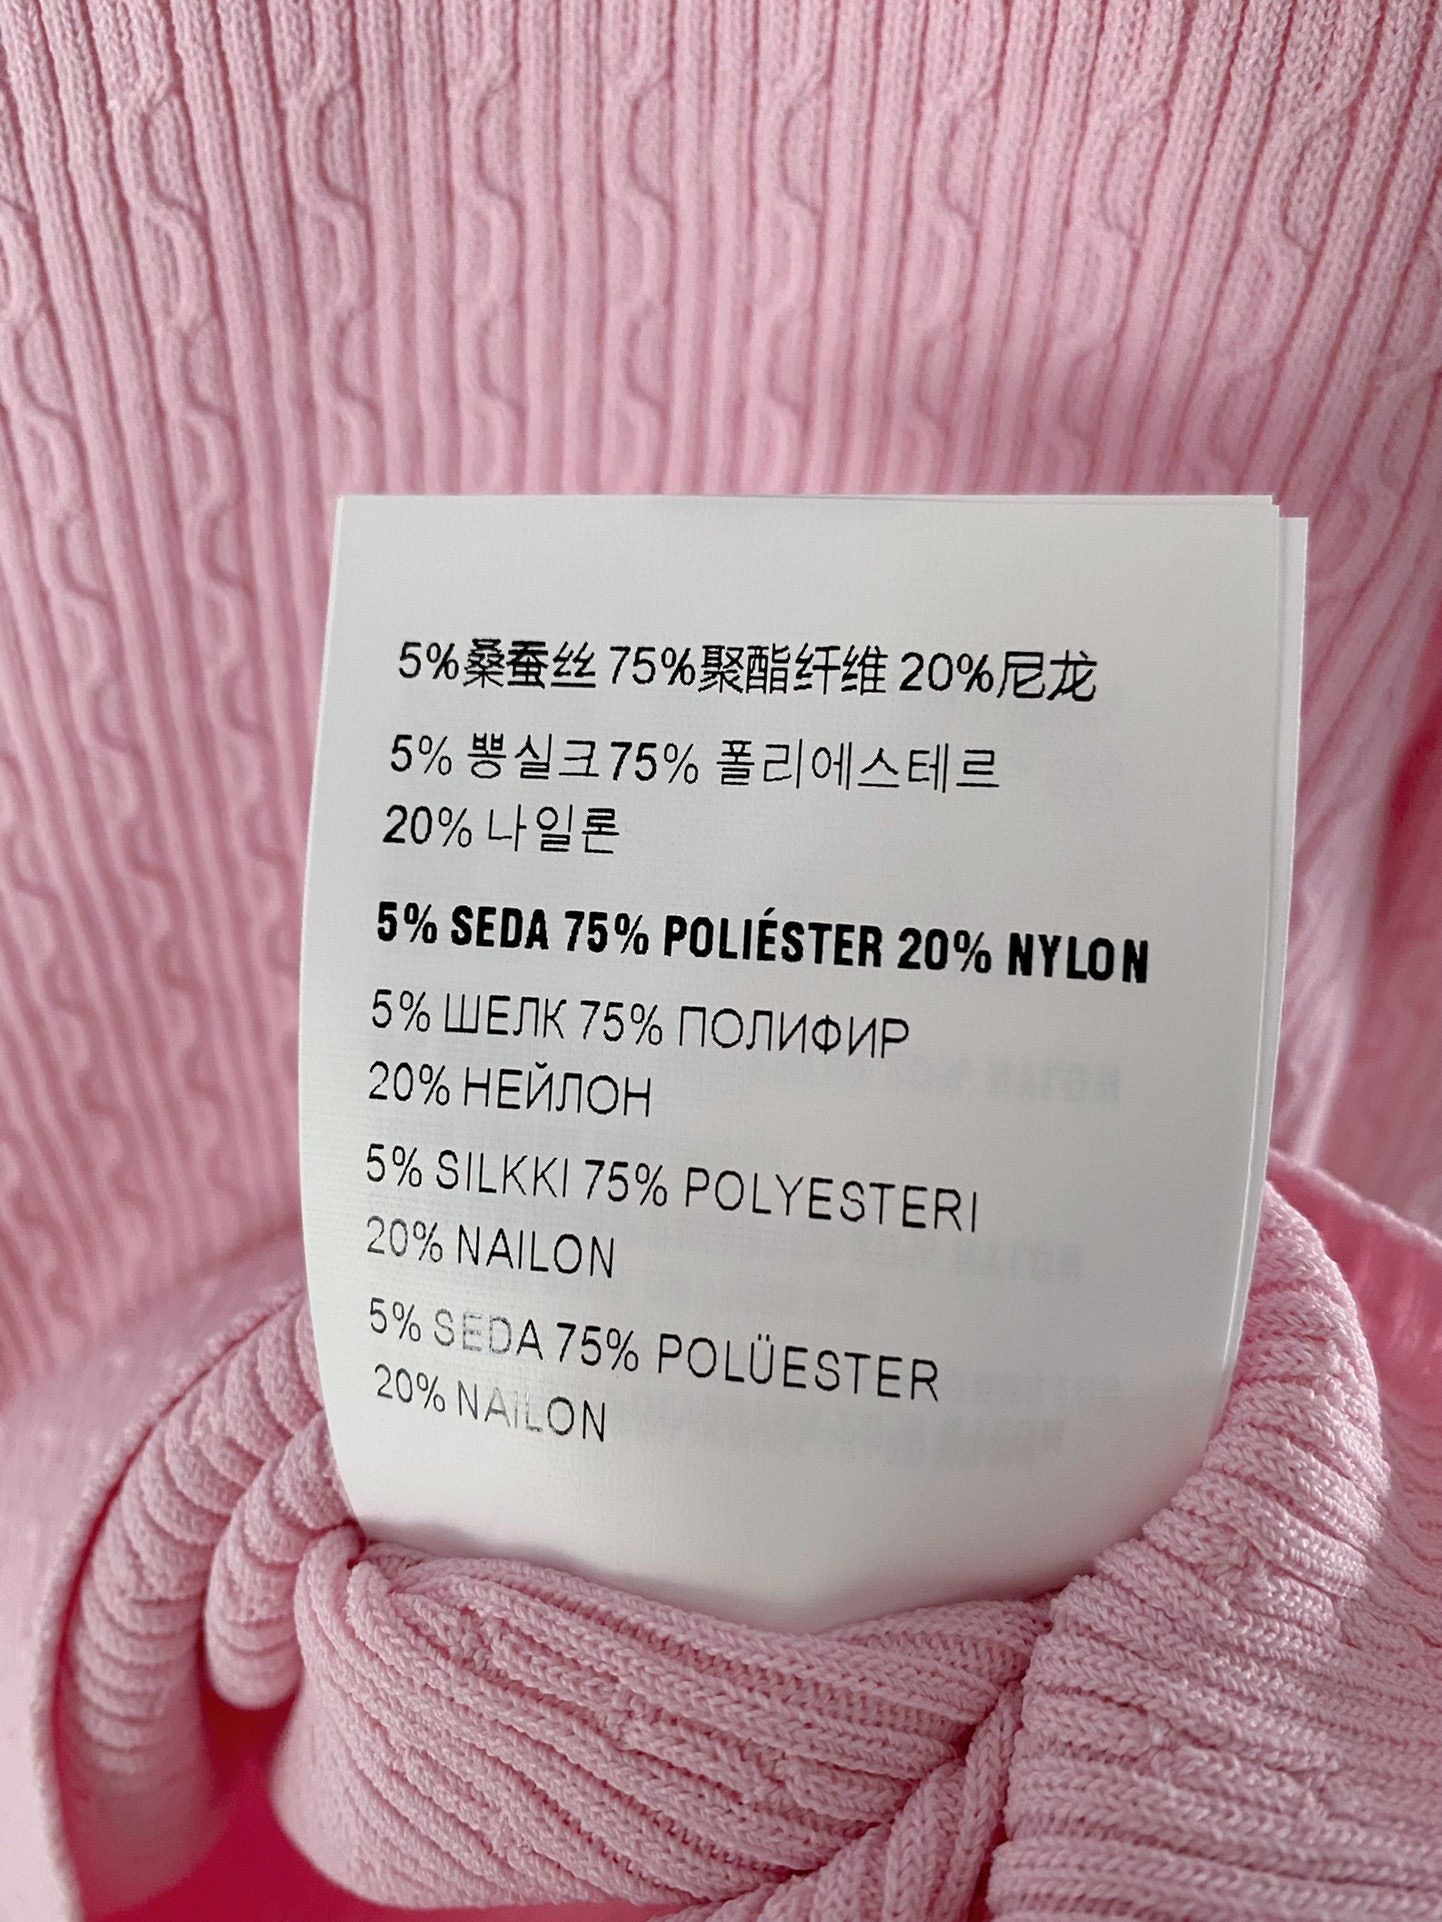 5%桑蚕丝 75%聚酯纤维 20%尼龙
5% 뽕실크 75% 폴리에스테르
20% 나일론
5% SEDA 75% POLIÉSTER 20% NYLON
5% ШЕЛК 75% ПОЛИФИР
20% НЕЙЛОН
5% SILKKI 75% POLYESTERI
20% NAILON
5% SEDA 75% POLÜESTER
20% NAILON